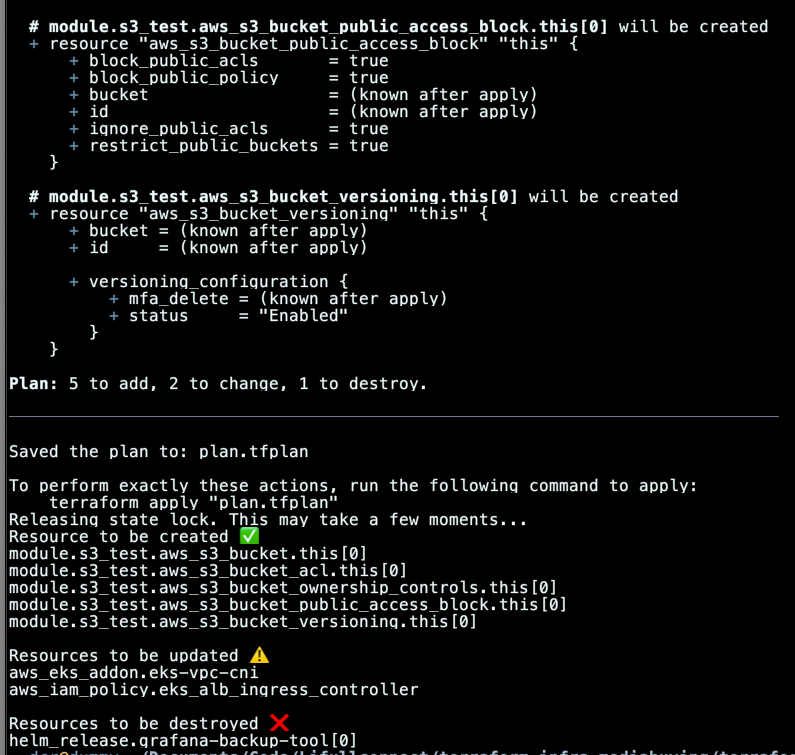 # module.s3_test.aws_s3_bucket_public_access_block.this[0] will be created
+ resource "aws_s3_bucket_public_access_block" "this" {
+ block_public_acls = true
+ block_public_policy = true
+ bucket = (known after apply)
+ id = (known after apply)
+ ignore_public_acls = true
+ restrict_public_buckets = true
}
# module.s3_test.aws_s3_bucket_versioning.this[0] will be created
+ resource "aws_s3_bucket_versioning" "this" {
+ bucket = (known after apply)
+ id = (known after apply)
+ versioning_configuration {
+ mfa_delete = (known after apply)
+ status = "Enabled"
}
}
Plan: 5 to add, 2 to change, 1 to destroy.
Saved the plan to: plan.tfplan
To perform exactly these actions, run the following command to apply:
terraform apply "plan.tfplan"
Releasing state lock. This may take a few moments...
Resource to be created ✅
module.s3_test.aws_s3_bucket.this[0]
module.s3_test.aws_s3_bucket_acl.this[0]
module.s3_test.aws_s3_bucket_ownership_controls.this[0]
module.s3_test.aws_s3_bucket_public_access_block.this[0]
module.s3_test.aws_s3_bucket_versioning.this[0]
Resources to be updated ⚠️
aws_eks_addon.eks-vpc-cni
aws_iam_policy.eks_alb_ingress_controller
Resources to be destroyed ❌
helm_release.grafana-backup-tool[0]